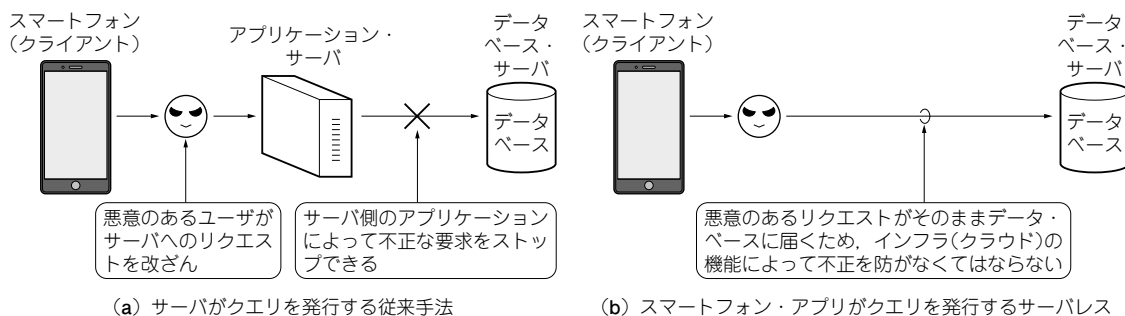 スマートフォン
(クライアント)
アプリケーション・
サーバ
データ
ベース・
サーバ
データ
ベース
悪意のあるユーザが
サーバへのリクエス
トを改ざん
サーバ側のアプリケーション
によって不正な要求をストッ
プできる
(a) サーバがクエリを発行する従来手法
スマートフォン
(クライアント)
データ
ベース・
サーバ
データ
ベース
悪意のあるリクエストがそのままデータ・
ベースに届くため，インフラ(クラウド)の
機能によって不正を防がなくてはならない
(b) スマートフォン・アプリがクエリを発行するサーバレス